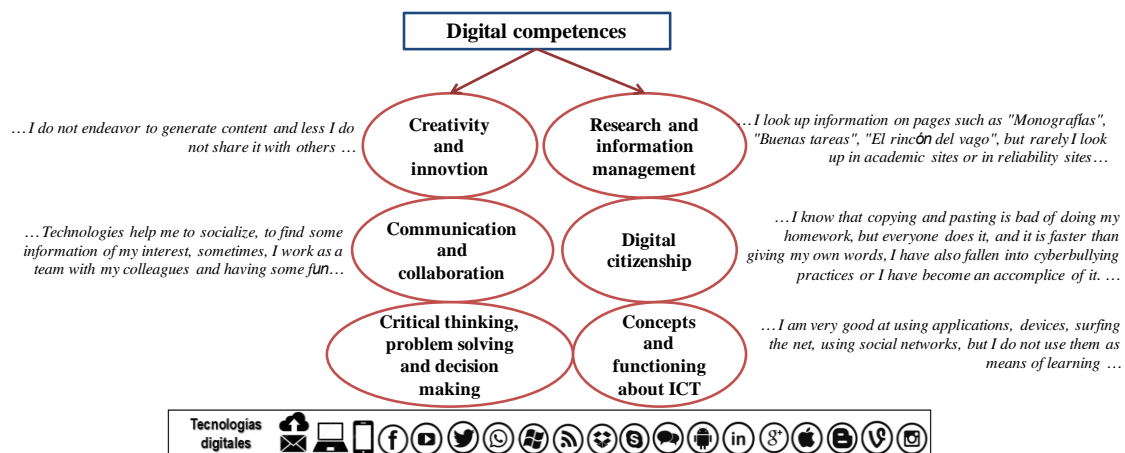 Digital competences
… I do not endeavor to generate content and less I do
not share it with others …
Creativity
and
innovtion
Research and
information
management
… I look up information on pages such as "Monografías",
"Buenas tareas", "El rincón del vago", but rarely I look
up in academic sites or in reliability sites…
… Technologies help me to socialize, to find some
information of my interest, sometimes, I work as a
team with my colleagues and having some fun…
Communication
and
collaboration
Digital
citizenship
… I know that copying and pasting is bad of doing my
homework, but everyone does it, and it is faster than
giving my own words, I have also fallen into cyberbullying
practices or I have become an accomplice of it. …
Critical thinking,
problem solving
and decision
making
Concepts
and
functioning
about ICT
… I am very good at using applications, devices, surfing
the net, using social networks, but I do not use them as
means of learning …
Tecnologías
digitales